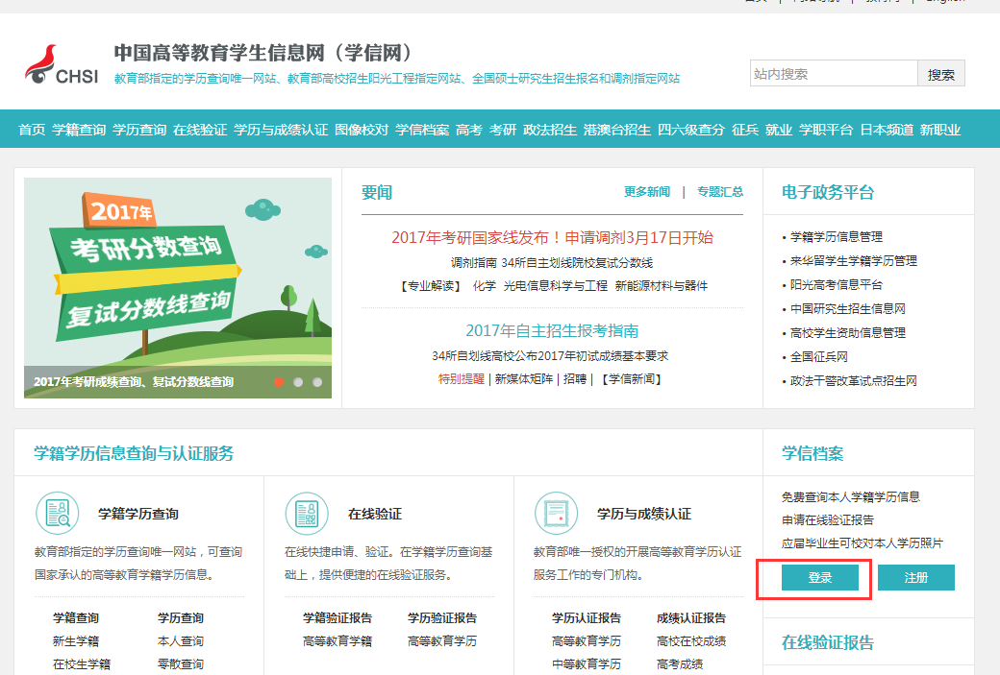 中国高等教育学生信息网（学信网）
CHSI
教育部指定的学历查询唯一网站、教育部高校招生阳光工程指定网站、全国硕士研究生招生报名和调剂指定网站
站内搜索
搜索
首页 学籍查询 学历查询 在线验证 学历与成绩认证 图像校对 学信档案 高考 考研 政法招生 港澳台招生 四六级查分 征兵 就业 学职平台 日本频道 新职业
2017年
考研分数查询
复试分数线查询
2017年考研成绩查询、复试分数线查询
要闻
更多新闻 | 专题汇总
2017年考研国家线发布！申请调剂3月17日开始
调剂指南 34所自主划线院校复试分数线
【专业解读】 化学 光电信息科学与工程 新能源材料与器件
2017年自主招生报考指南
34所自划线高校公布2017年初试成绩基本要求
特别提醒 | 新媒体矩阵 | 招聘 | 【学信新闻】
电子政务平台
• 学籍学历信息管理
• 来华留学生学籍学历管理
• 阳光高考信息平台
• 中国研究生招生信息网
• 高校学生资助信息管理
• 全国征兵网
• 政法干警改革试点招生网
学籍学历信息查询与认证服务
学籍学历查询
教育部指定的学历查询唯一网站，可查询
国家承认的高等教育学籍学历信息。
学籍查询 学历查询
新生学籍 本人查询
在校生学籍 零散查询
在线验证
在线快捷申请、验证。在学籍学历查询基
础上，提供便捷的在线验证服务。
学籍验证报告 学历验证报告
高等教育学籍 高等教育学历
学历与成绩认证
教育部唯一授权的开展高等教育学历认证
服务工作的专门机构。
学历认证报告 成绩认证报告
高等教育学历 高校在校成绩
中等教育学历 高考成绩
学信档案
免费查询本人学籍学历信息
申请在线验证报告
应届毕业生可校对本人学历照片
登录 注册
在线验证报告